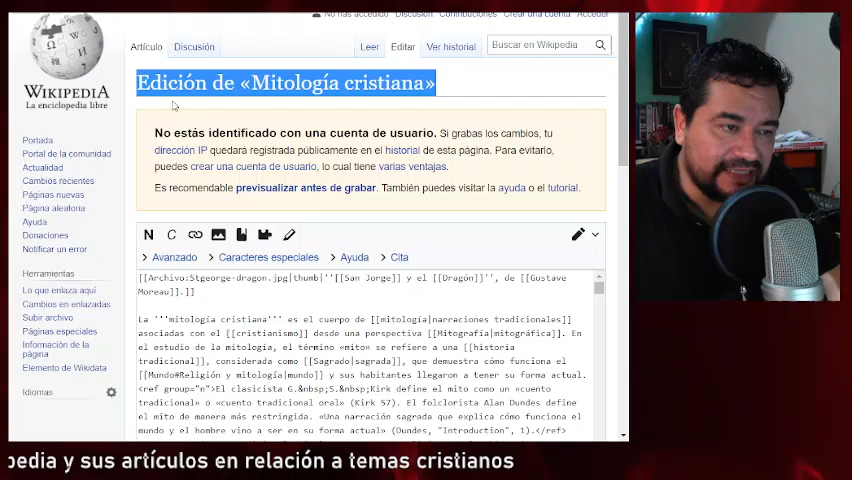 No has accedido Discusión Contribuciones Crear una cuenta Acceder
Artículo Discusión Leer Editar Ver historial Buscar en Wikipedia
WIKIPEDIA
La enciclopedia libre
Edición de «Mitología cristiana»
No estás identificado con una cuenta de usuario. Si grabas los cambios, tu
dirección IP quedará registrada públicamente en el historial de esta página. Para evitarlo,
puedes crear una cuenta de usuario, lo cual tiene varias ventajas.
Es recomendable previsualizar antes de grabar. También puedes visitar la ayuda o el tutorial.
Portada
Portal de la comunidad
Actualidad
Cambios recientes
Páginas nuevas
Página aleatoria
Ayuda
Donaciones
Notificar un error
Herramientas
Lo que enlaza aquí
Cambios en enlazadas
Subir archivo
Páginas especiales
Información de la
página
Elemento de Wikidata
Idiomas
N C
Avanzado Caracteres especiales Ayuda Cita
[[Archivo:Stgeorge-dragon.jpg|thumb|''[[San Jorge]] y el [[Dragón]]'', de [[Gustave
Moreau]].]]
La '''mitología cristiana''' es el cuerpo de [[mitología|narraciones tradicionales]]
asociadas con el [[cristianismo]] desde una perspectiva [[Mitografía|mitográfica]]. En
el estudio de la mitología, el término «mito» se refiere a una [[historia
tradicional]], considerada como [[Sagrado|sagrada]], que demuestra cómo funciona el
[[Mundo#Religión y mitología|mundo]] y sus habitantes llegaron a tener su forma actual.
<ref group="n">El clasicista G.&nbsp;S.&nbsp;Kirk define el mito como un «cuento
tradicional» o «cuento tradicional oral» (Kirk 57). El folclorista Alan Dundes define
el mito de manera más restringida. «Una narración sagrada que explica cómo funciona el
mundo y el hombre vino a ser en su forma actual» (Dundes, "Introduction", 1).</ref>
pedia y sus artículos en relación a temas cristianos